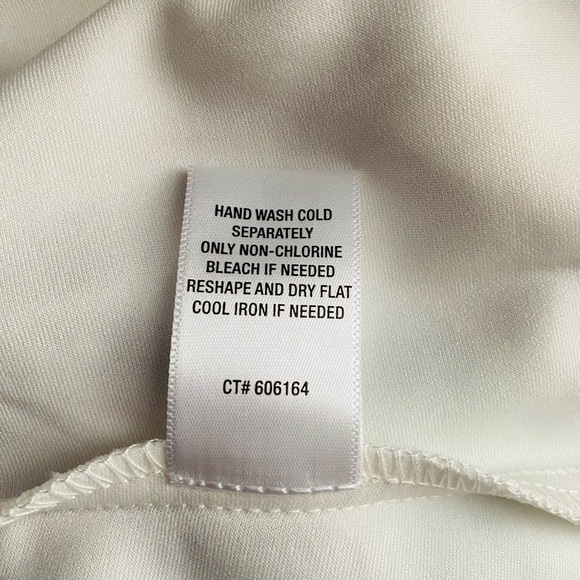 HAND WASH COLD
SEPARATELY
ONLY NON-CHLORINE
BLEACH IF NEEDED
RESHAPE AND DRY FLAT
COOL IRON IF NEEDED
CT# 606164